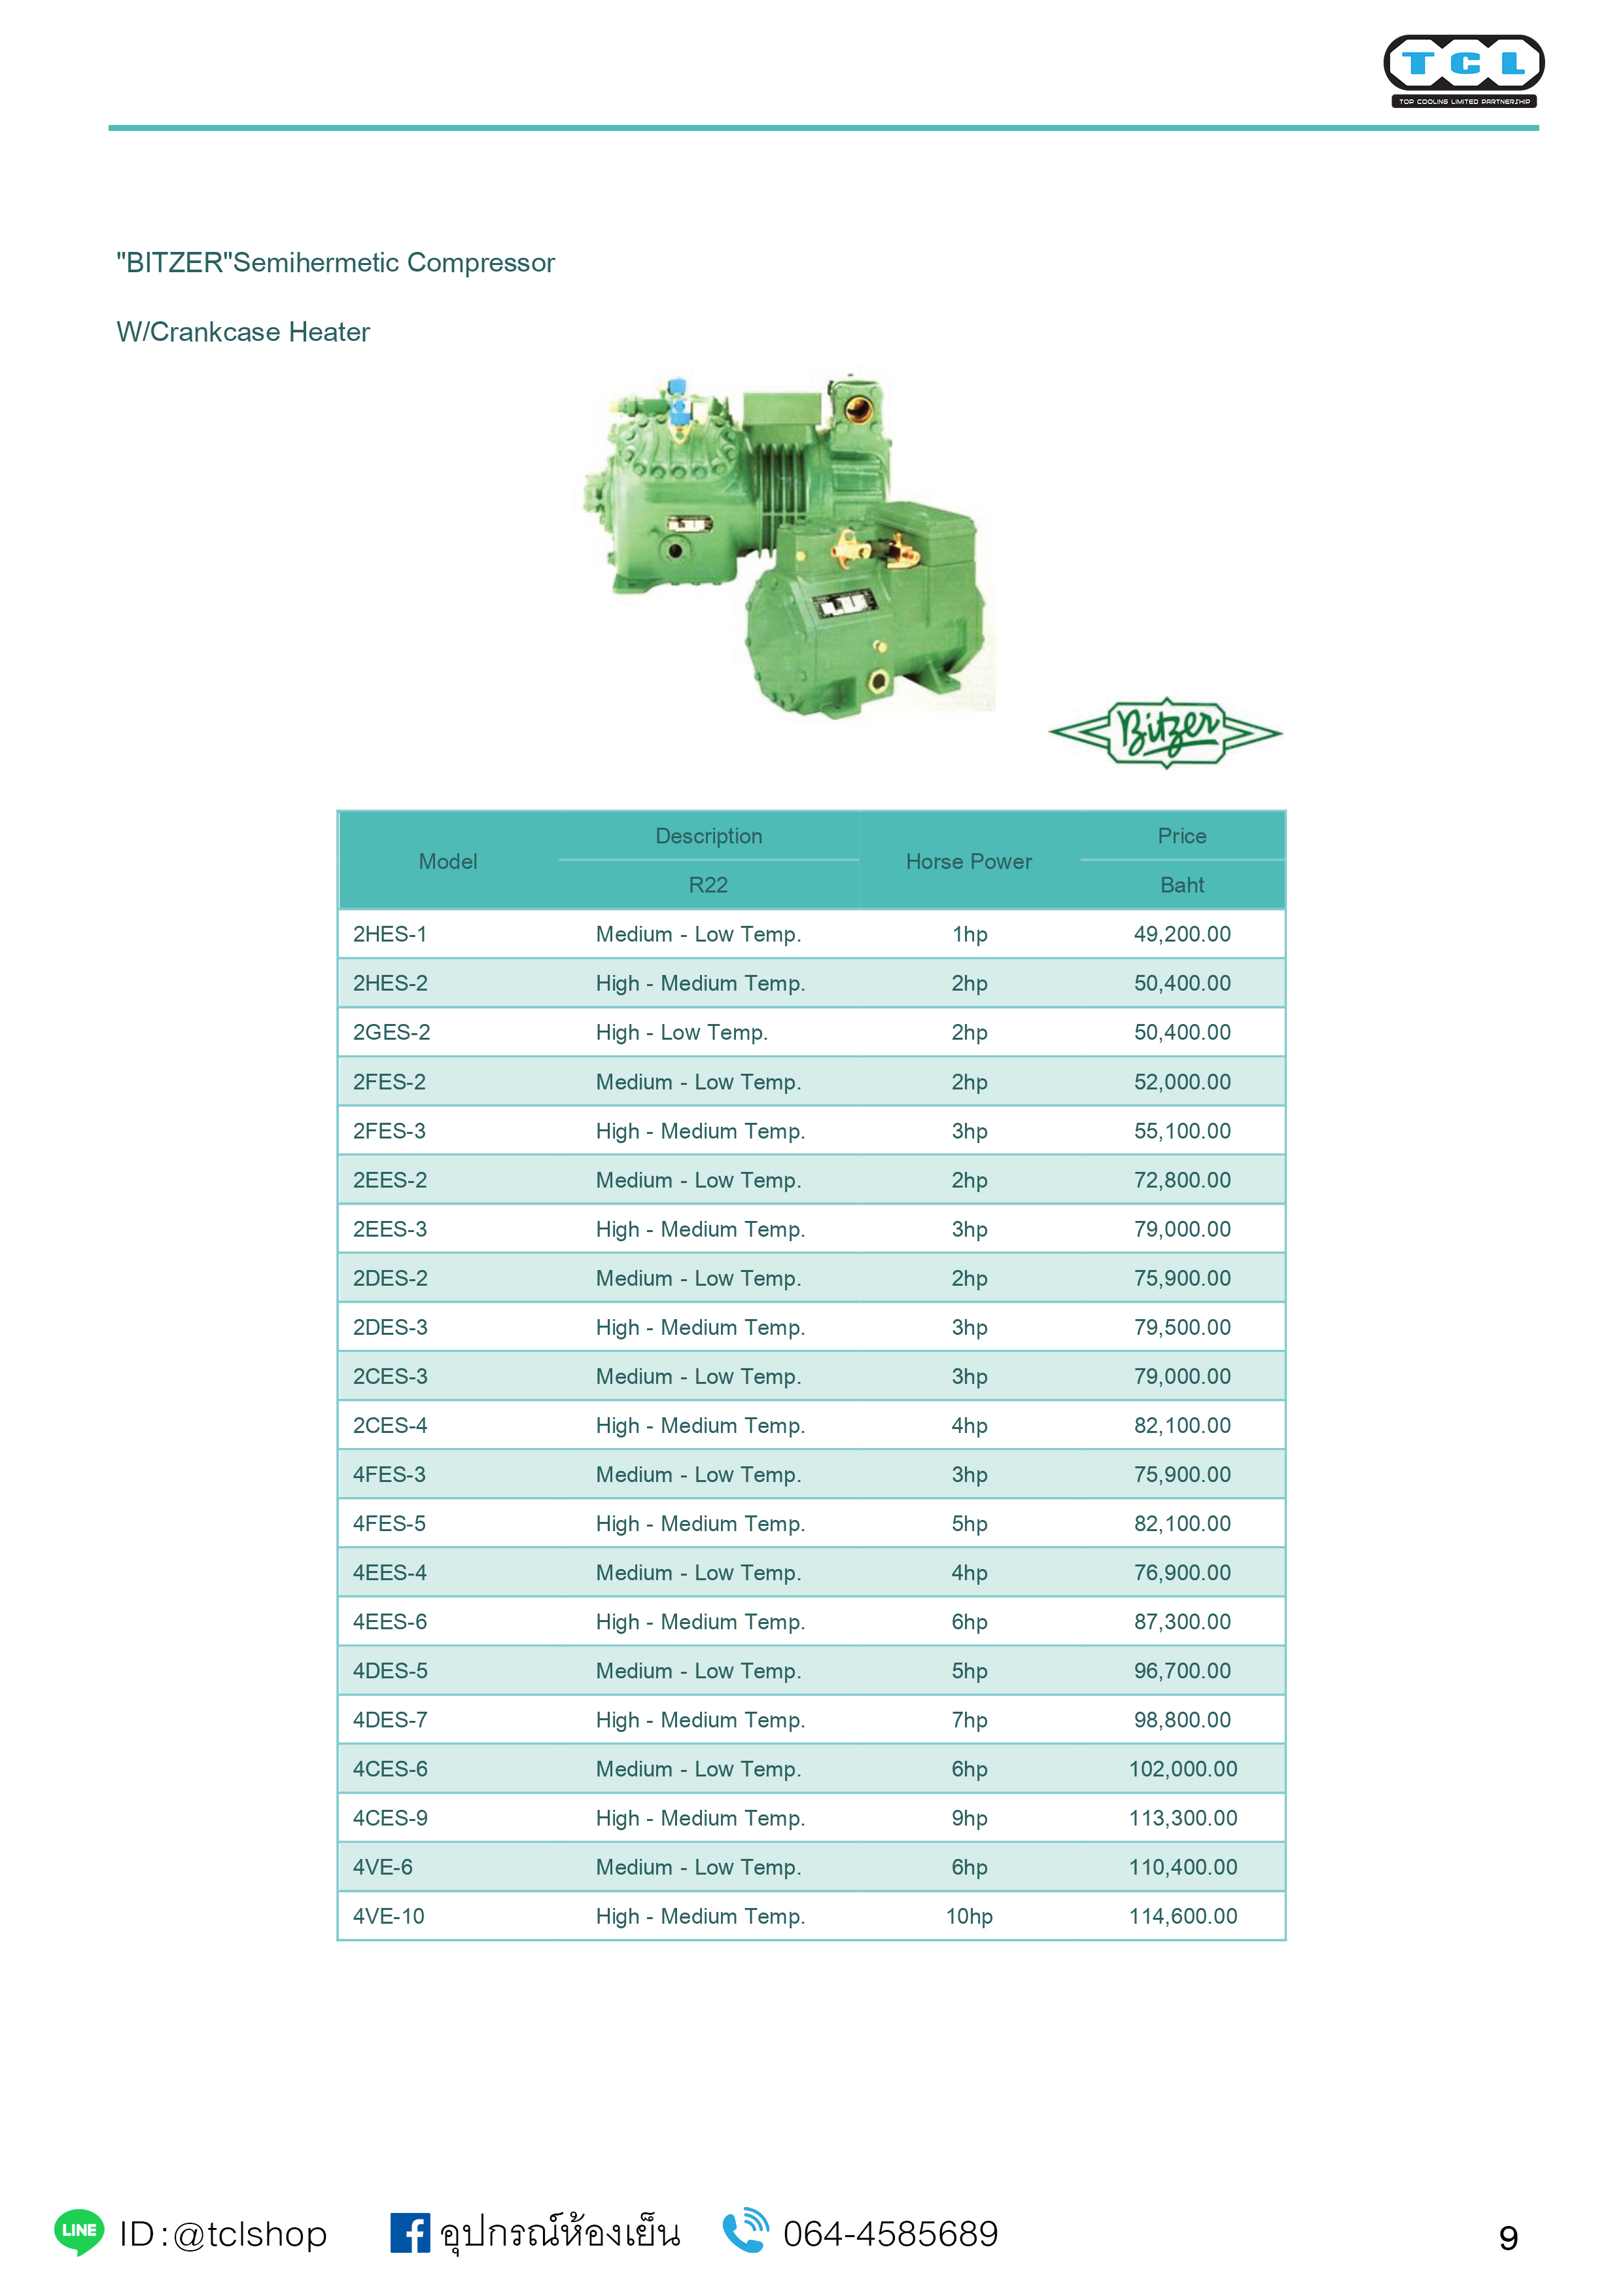 TCL
TOP COOLING LIMITED PARTNERSHIP
"BITZER"Semihermetic Compressor
W/Crankcase Heater
Bitzer
Model Description Horse Power Price
R22 Baht
2HES-1 Medium - Low Temp. 1hp 49,200.00
2HES-2 High - Medium Temp. 2hp 50,400.00
2GES-2 High - Low Temp. 2hp 50,400.00
2FES-2 Medium - Low Temp. 2hp 52,000.00
2FES-3 High - Medium Temp. 3hp 55,100.00
2EES-2 Medium - Low Temp. 2hp 72,800.00
2EES-3 High - Medium Temp. 3hp 79,000.00
2DES-2 Medium - Low Temp. 2hp 75,900.00
2DES-3 High - Medium Temp. 3hp 79,500.00
2CES-3 Medium - Low Temp. 3hp 79,000.00
2CES-4 High - Medium Temp. 4hp 82,100.00
4FES-3 Medium - Low Temp. 3hp 75,900.00
4FES-5 High - Medium Temp. 5hp 82,100.00
4EES-4 Medium - Low Temp. 4hp 76,900.00
4EES-6 High - Medium Temp. 6hp 87,300.00
4DES-5 Medium - Low Temp. 5hp 96,700.00
4DES-7 High - Medium Temp. 7hp 98,800.00
4CES-6 Medium - Low Temp. 6hp 102,000.00
4CES-9 High - Medium Temp. 9hp 113,300.00
4VE-6 Medium - Low Temp. 6hp 110,400.00
4VE-10 High - Medium Temp. 10hp 114,600.00
LINE ID : @tclshop f อุปกรณ์ห้องเย็น 064-4585689 9